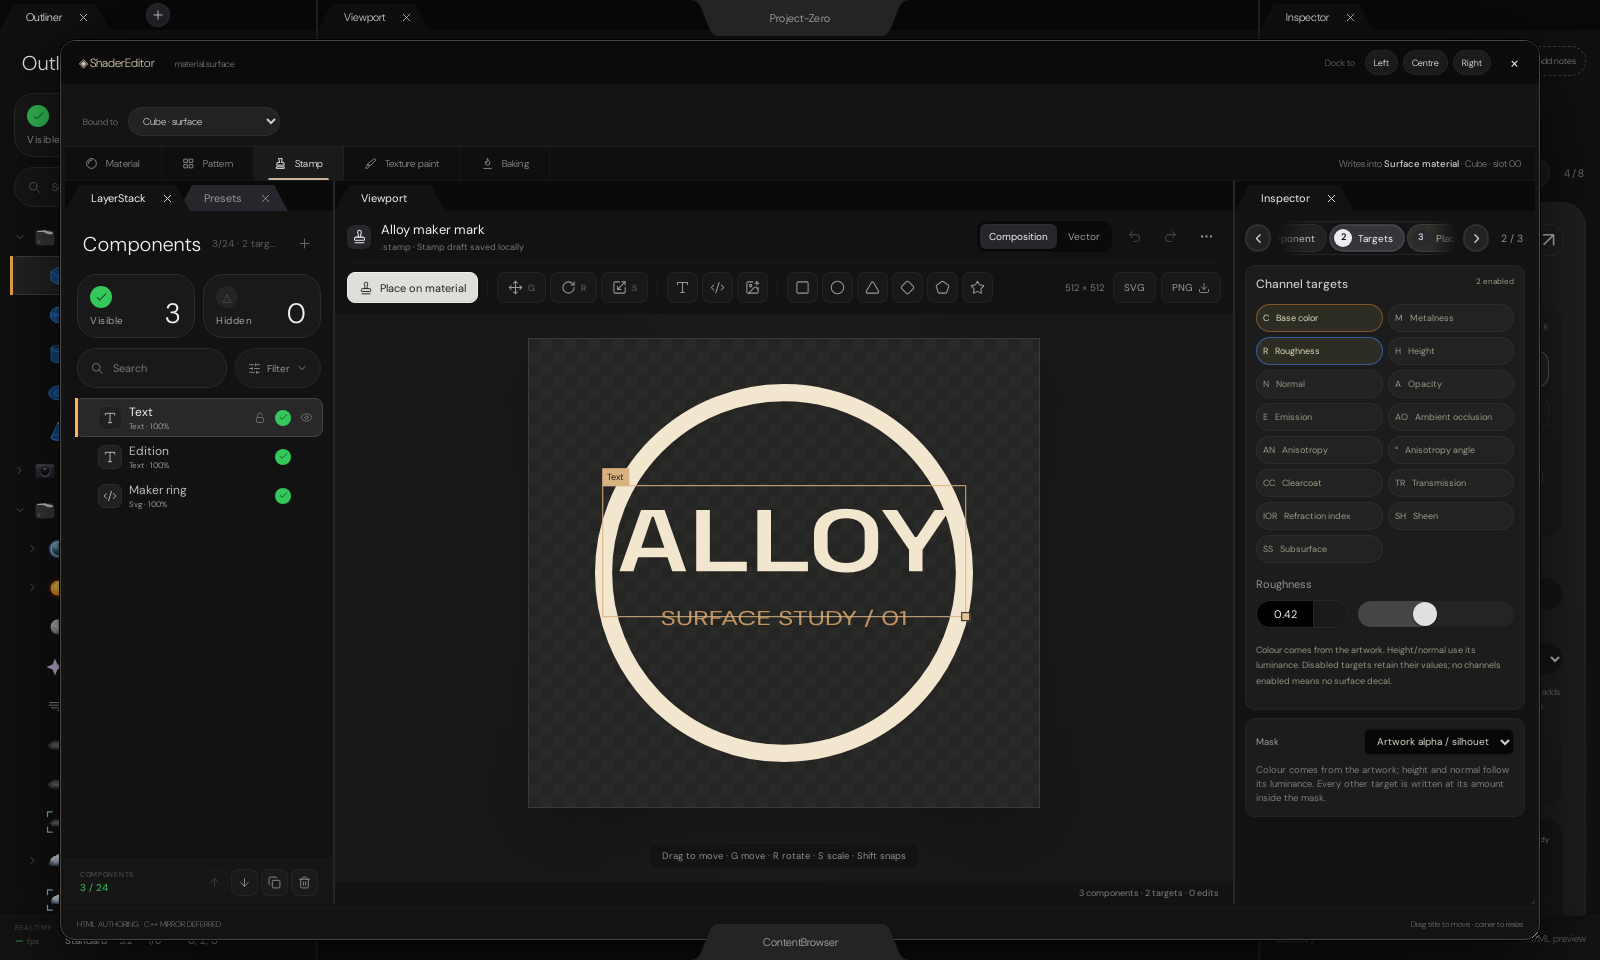 Outliner
Viewport
Project-Zero
Inspector
Outl
ShaderEditor
material.surface
Dock to
Left
Centre
Right
dd notes
Visible
Bound to
Cube · surface
Material
Pattern
Stamp
Texture paint
Baking
Writes into Surface material · Cube · slot 00
4 / 8
LayerStack
Presets
Viewport
Inspector
Components
3/24 · 2 targ...
Alloy maker mark
.stamp · Stamp draft saved locally
Composition
Vector
ponent
2
Targets
3
Plac
2 / 3
Visible
3
Hidden
0
Place on material
G
R
S
512 × 512
SVG
PNG
Search
Filter
Channel targets
2 enabled
C Base color
M Metalness
R Roughness
H Height
N Normal
A Opacity
E Emission
AO Ambient occlusion
AN Anisotropy
° Anisotropy angle
CC Clearcoat
TR Transmission
IOR Refraction index
SH Sheen
SS Subsurface
Text
Text · 100%
Edition
Text · 100%
Maker ring
Svg · 100%
Text
ALLOY
SURFACE STUDY / 01
Roughness
0.42
Colour comes from the artwork. Height/normal use its
luminance. Disabled targets retain their values; no channels
enabled means no surface decal.
Mask
Artwork alpha / silhouet
Colour comes from the artwork; height and normal follow
its luminance. Every other target is written at its amount
inside the mask.
Drag to move · G move · R rotate · S scale · Shift snaps
COMPONENTS
3 / 24
3 components · 2 targets · 0 edits
HTML AUTHORING · C++ MIRROR DEFERRED
Drag title to move · corner to resize
REALTIME
fps
ContentBrowser
preview